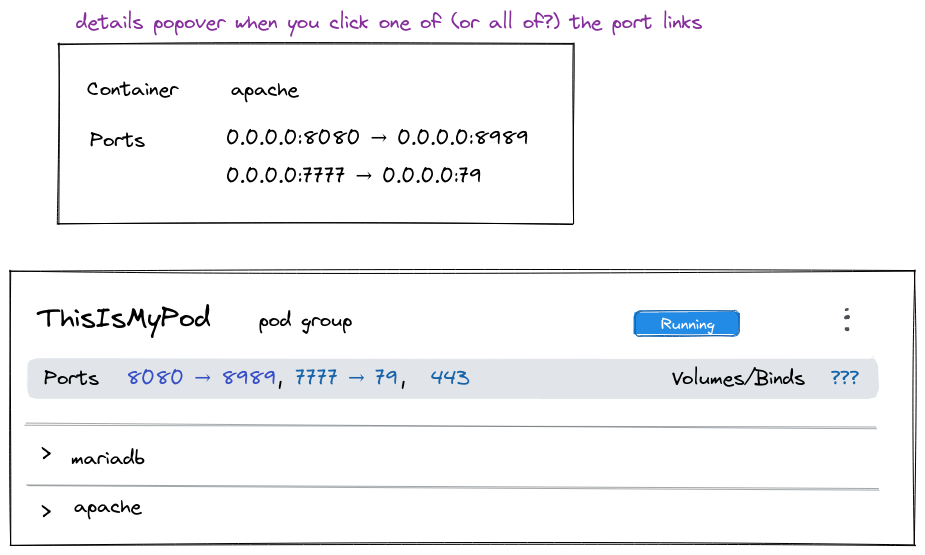 details popover when you click one of (or all of?) the port links
Container apache
Ports 0.0.0.0:8080 → 0.0.0.0:8989
0.0.0.0:7777 → 0.0.0.0:79
ThisIsMyPod pod group Running
Ports 8080 → 8989, 7777 → 79, 443 Volumes/Binds ???
> mariadb
> apache